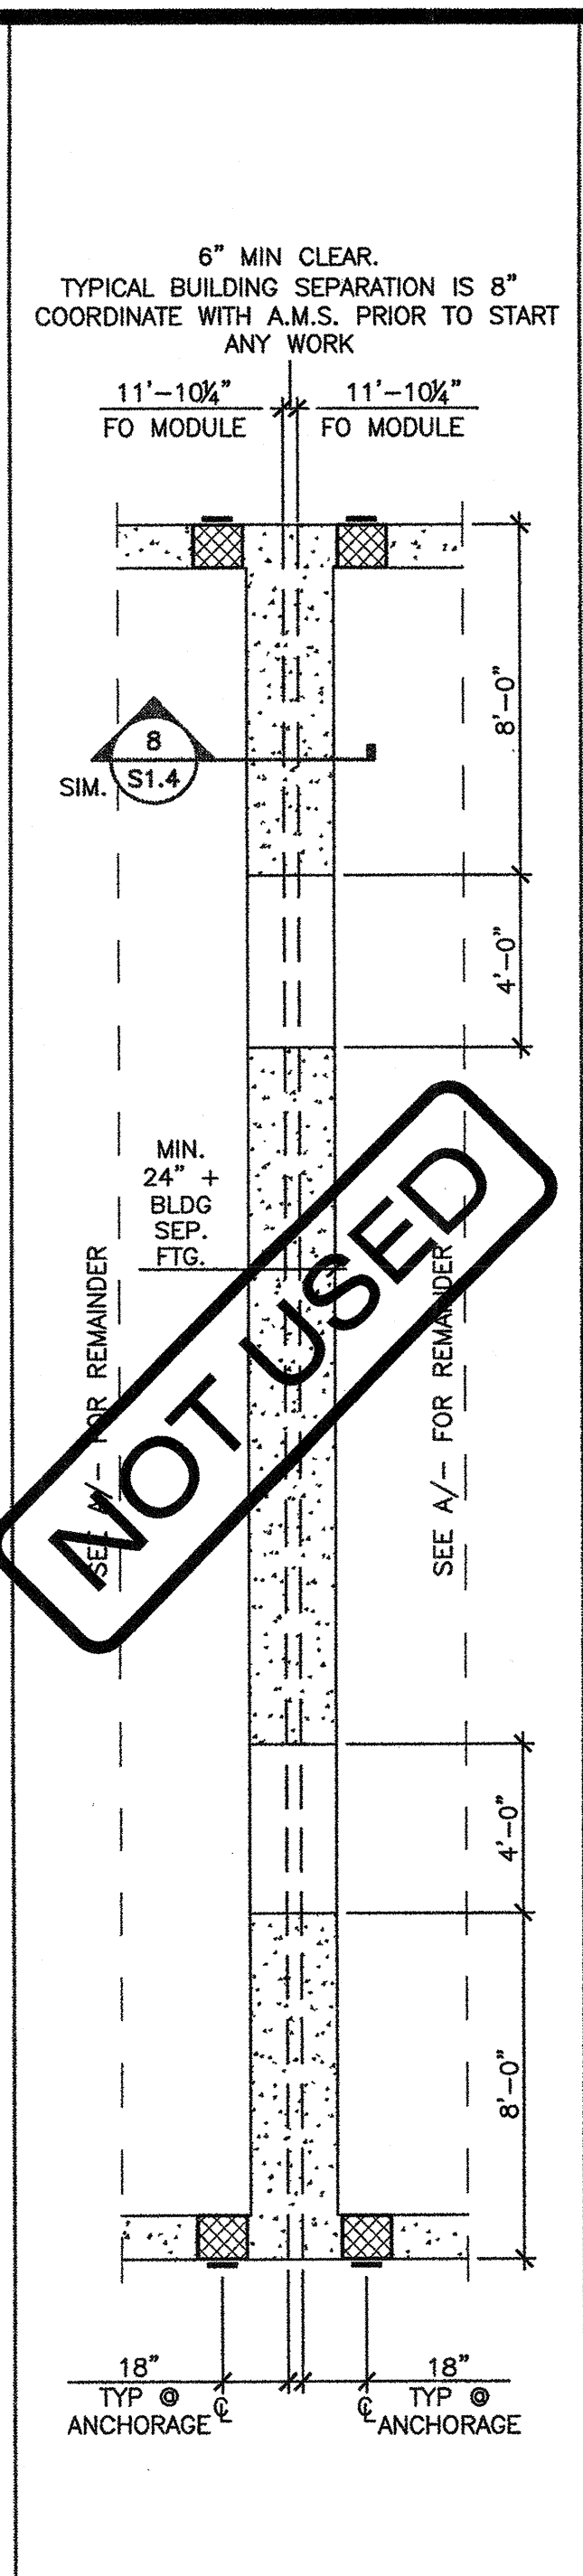 6" MIN CLEAR.
TYPICAL BUILDING SEPARATION IS 8"
COORDINATE WITH A.M.S. PRIOR TO START
ANY WORK
11'-10¼"
FO MODULE
11'-10¼"
FO MODULE
8'-0"
8
S1.4
SIM.
4'-0"
MIN.
24" +
BLDG
SEP.
FTG.
NOT USED
SEE A/- FOR REMAINDER
SEE A/- FOR REMAINDER
4'-0"
8'-0"
18"
TYP @
ANCHORAGE
℄
18"
℄
TYP @
ANCHORAGE